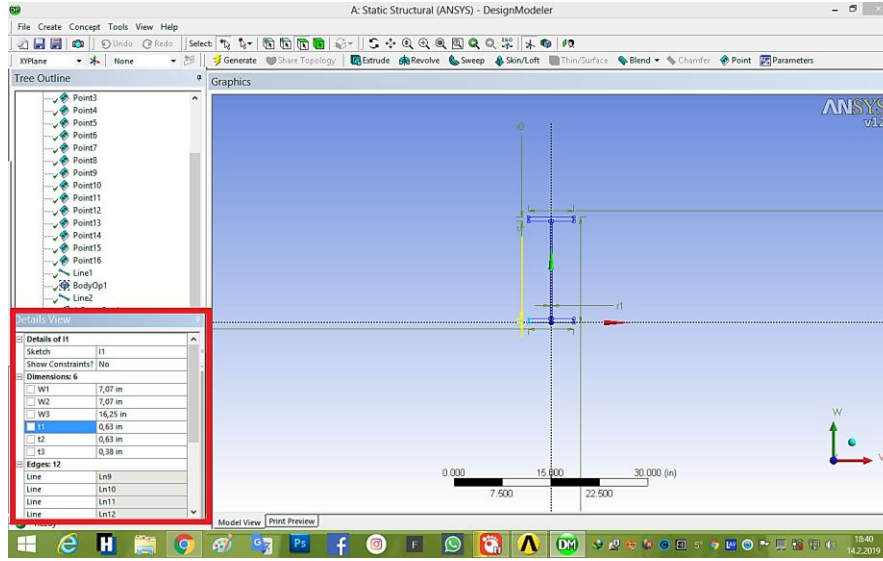 A: Static Structural (ANSYS) - DesignModeler
File Create Concept Tools View Help
Undo Redo Select:
XYPlane None Generate Share Topology Extrude Revolve Sweep Skin/Loft Thin/Surface Blend Chamfer Point Parameters
Tree Outline
Graphics
Point3
Point4
Point5
Point6
Point7
Point8
Point9
Point10
Point11
Point12
Point13
Point14
Point15
Point16
Line1
BodyOp1
Line2
Details View
Details of I1
Sketch I1
Show Constraints? No
Dimensions: 6
W1 7,07 in
W2 7,07 in
W3 16,25 in
t1 0,63 in
t2 0,63 in
t3 0,38 in
Edges: 12
Line Ln9
Line Ln10
Line Ln11
Line Ln12
ANSYS
r1
W
0.000 15.000 30.000 (in)
7.500 22.500
Model View Print Preview
Ready
18:40
14.2.2019